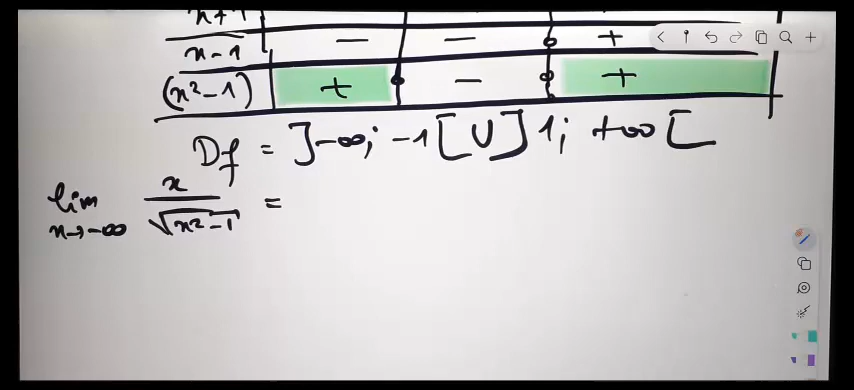 x+1
x-1 | - | - | +
(x²-1) | + | - | +
Df = ]-∞; -1[ U ]1; +∞[
lim x→-∞ x/√(x²-1) =